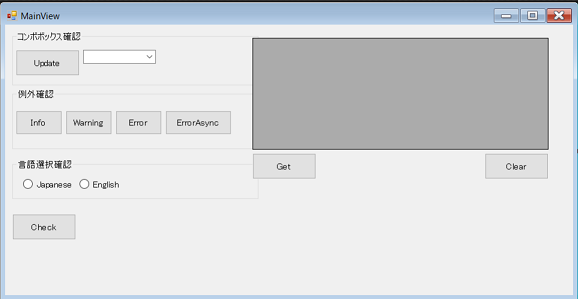 MainView
コンボボックス確認
Update
例外確認
Info Warning Error ErrorAsync
言語選択確認
Japanese English
Check
Get Clear